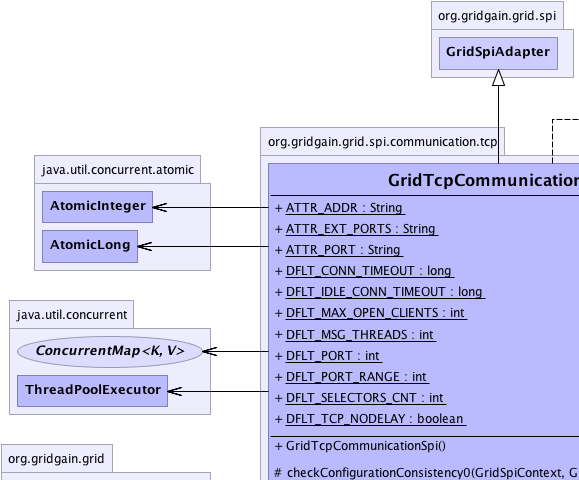 org.gridgain.grid.spi
GridSpiAdapter
org.gridgain.grid.spi.communication.tcp
java.util.concurrent.atomic
AtomicInteger
AtomicLong
java.util.concurrent
ConcurrentMap<K, V>
ThreadPoolExecutor
org.gridgain.grid
GridTcpCommunication
+ ATTR_ADDR : String
+ ATTR_EXT_PORTS : String
+ ATTR_PORT : String
+ DFLT_CONN_TIMEOUT : long
+ DFLT_IDLE_CONN_TIMEOUT : long
+ DFLT_MAX_OPEN_CLIENTS : int
+ DFLT_MSG_THREADS : int
+ DFLT_PORT : int
+ DFLT_PORT_RANGE : int
+ DFLT_SELECTORS_CNT : int
+ DFLT_TCP_NODELAY : boolean
+ GridTcpCommunicationSpi()
# checkConfigurationConsistency0(GridSpiContext, G